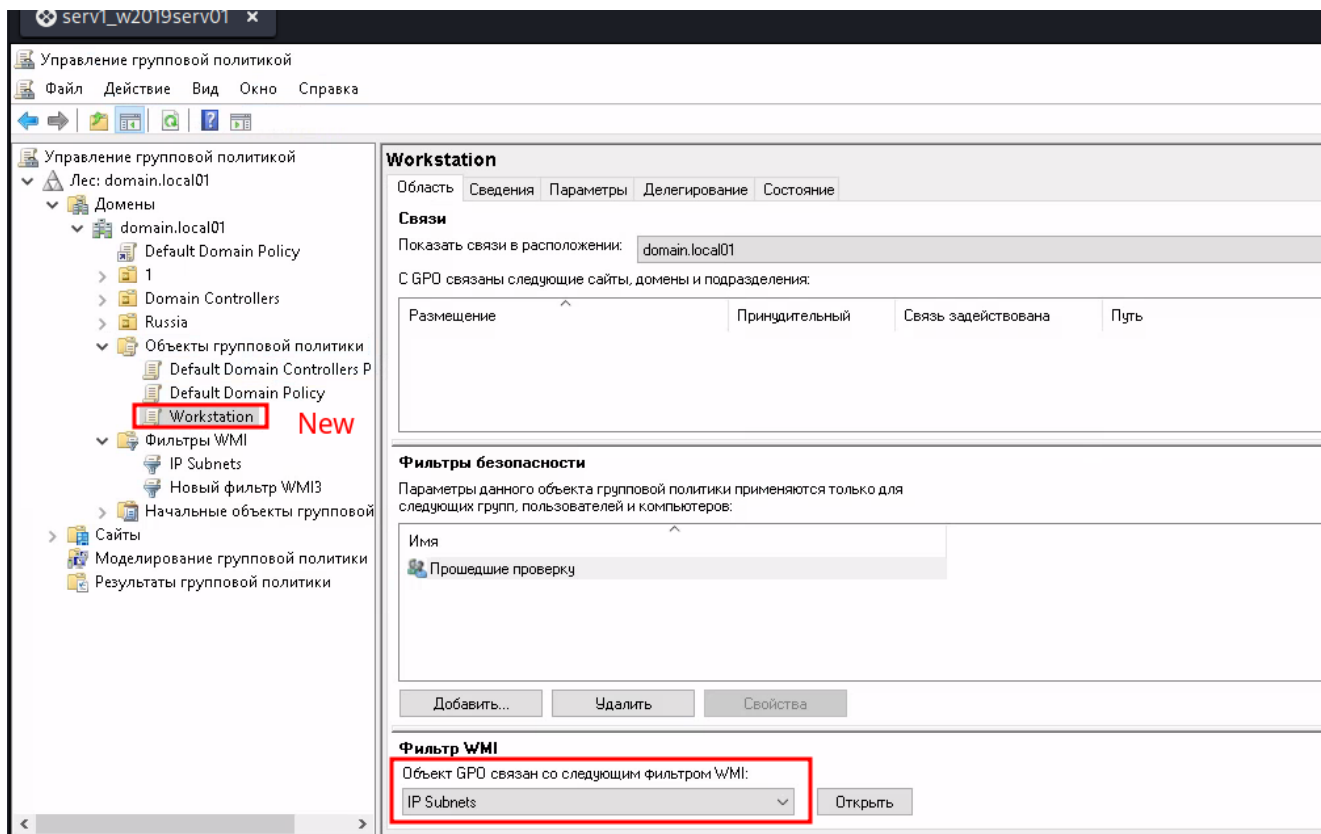 serv1_w2019serv01 ×
Управление групповой политикой
Файл Действие Вид Окно Справка
Управление групповой политикой
Лес: domain.local01
Домены
domain.local01
Default Domain Policy
1
Domain Controllers
Russia
Объекты групповой политики
Default Domain Controllers P
Default Domain Policy
Workstation
New
Фильтры WMI
IP Subnets
Новый фильтр WMI3
Начальные объекты групповой
Сайты
Моделирование групповой политики
Результаты групповой политики
Workstation
Область Сведения Параметры Делегирование Состояние
Связи
Показать связи в расположении: domain.local01
С GPO связаны следующие сайты, домены и подразделения:
Размещение Принудительный Связь задействована Путь
Фильтры безопасности
Параметры данного объекта групповой политики применяются только для
следующих групп, пользователей и компьютеров:
Имя
Прошедшие проверку
Добавить... Удалить Свойства
Фильтр WMI
Объект GPO связан со следующим фильтром WMI:
IP Subnets Открыть